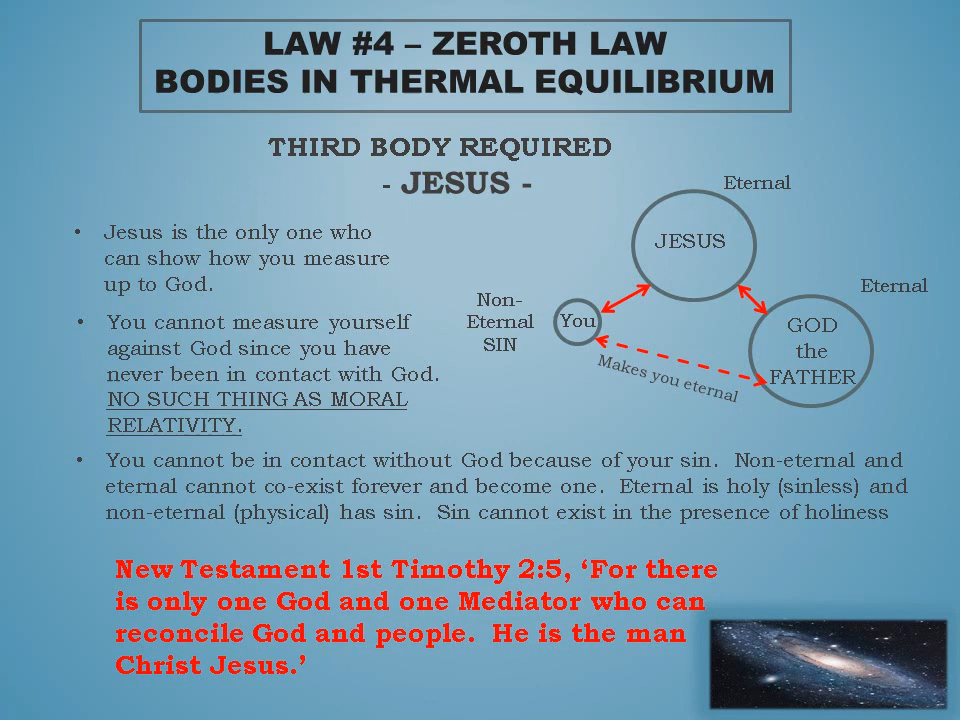 LAW #4 – ZEROTH LAW
BODIES IN THERMAL EQUILIBRIUM
THIRD BODY REQUIRED
- JESUS -
• Jesus is the only one who
can show how you measure
up to God.
• You cannot measure yourself
against God since you have
never been in contact with God.
NO SUCH THING AS MORAL
RELATIVITY.
Eternal
JESUS
Eternal
Non-
Eternal
SIN
You
GOD
the
FATHER
Makes you eternal
• You cannot be in contact without God because of your sin. Non-eternal and
eternal cannot co-exist forever and become one. Eternal is holy (sinless) and
non-eternal (physical) has sin. Sin cannot exist in the presence of holiness
New Testament 1st Timothy 2:5, ‘For there
is only one God and one Mediator who can
reconcile God and people. He is the man
Christ Jesus.’